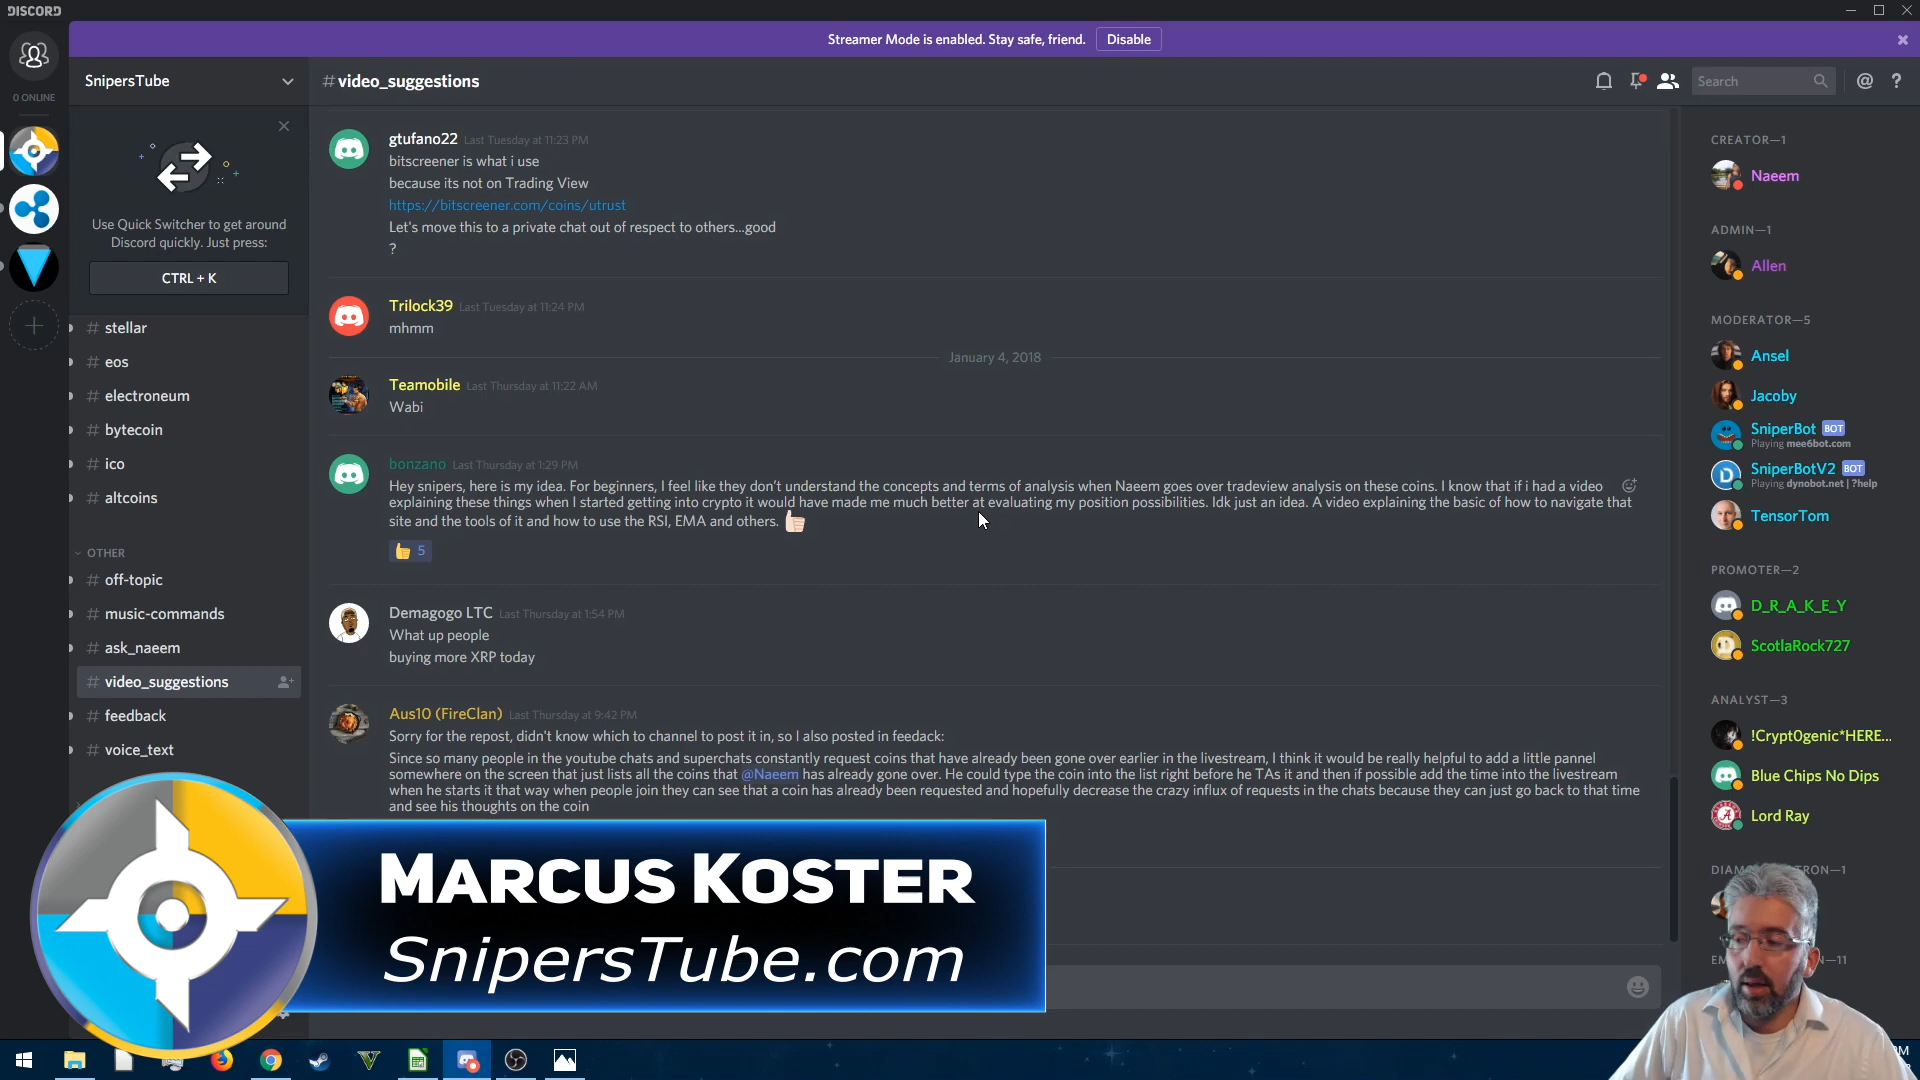 DISCORD
Streamer Mode is enabled. Stay safe, friend.
Disable
0 ONLINE
SnipersTube
# video_suggestions
Search
@
?
Use Quick Switcher to get around
Discord quickly. Just press:
CTRL + K
# stellar
# eos
# electroneum
# bytecoin
# ico
# altcoins
OTHER
# off-topic
# music-commands
# ask_naeem
# video_suggestions
# feedback
# voice_text
gtufano22 Last Tuesday at 11:23 PM
bitscreener is what i use
because its not on Trading View
https://bitscreener.com/coins/utrust
Let's move this to a private chat out of respect to others...good
?
Trilock39 Last Tuesday at 11:24 PM
mhmm
January 4, 2018
Teamobile Last Thursday at 11:22 AM
Wabi
bonzano Last Thursday at 1:29 PM
Hey snipers, here is my idea. For beginners, I feel like they don't understand the concepts and terms of analysis when Naeem goes over tradeview analysis on these coins. I know that if i had a video
explaining these things when I started getting into crypto it would have made me much better at evaluating my position possibilities. Idk just an idea. A video explaining the basic of how to navigate that
site and the tools of it and how to use the RSI, EMA and others.
5
Demagogo LTC Last Thursday at 1:54 PM
What up people
buying more XRP today
Aus10 (FireClan) Last Thursday at 9:42 PM
Sorry for the repost, didn't know which to channel to post it in, so I also posted in feedack:
Since so many people in the youtube chats and superchats constantly request coins that have already been gone over earlier in the livestream, I think it would be really helpful to add a little pannel
somewhere on the screen that just lists all the coins that @Naeem has already gone over. He could type the coin into the list right before he TAs it and then if possible add the time into the livestream
when he starts it that way when people join they can see that a coin has already been requested and hopefully decrease the crazy influx of requests in the chats because they can just go back to that time
and see his thoughts on the coin
CREATOR—1
Naeem
ADMIN—1
Allen
MODERATOR—5
Ansel
Jacoby
SniperBot BOT
Playing mee6bot.com
SniperBotV2 BOT
Playing dynobot.net | ?help
TensorTom
PROMOTER—2
D_R_A_K_E_Y
ScotlaRock727
ANALYST—3
!Crypt0genic*HERE...
Blue Chips No Dips
Lord Ray
MARCUS KOSTER
SnipersTube.com